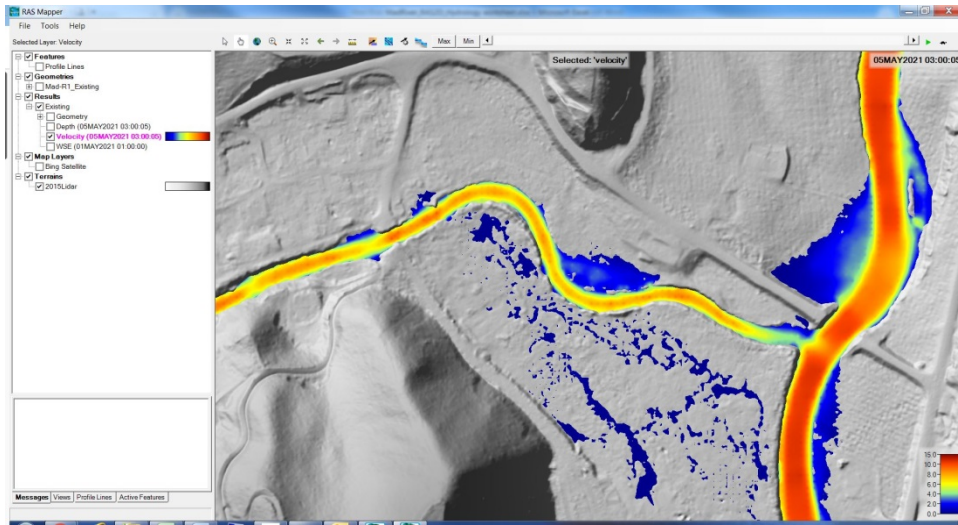 RAS Mapper
File Tools Help
Selected Layer: Velocity
Max Min
Features
Profile Lines
Geometries
Mad-R1_Existing
Results
Existing
Geometry
Depth (05MAY2021 03:00:05)
Velocity (05MAY2021 03:00:05)
WSE (01MAY2021 01:00:00)
Map Layers
Bing Satellite
Terrains
2015Lidar
Selected: 'velocity'
05MAY2021 03:00:05
15.0
10.0
8.0
6.0
4.0
2.0
0.0
Messages Views Profile Lines Active Features